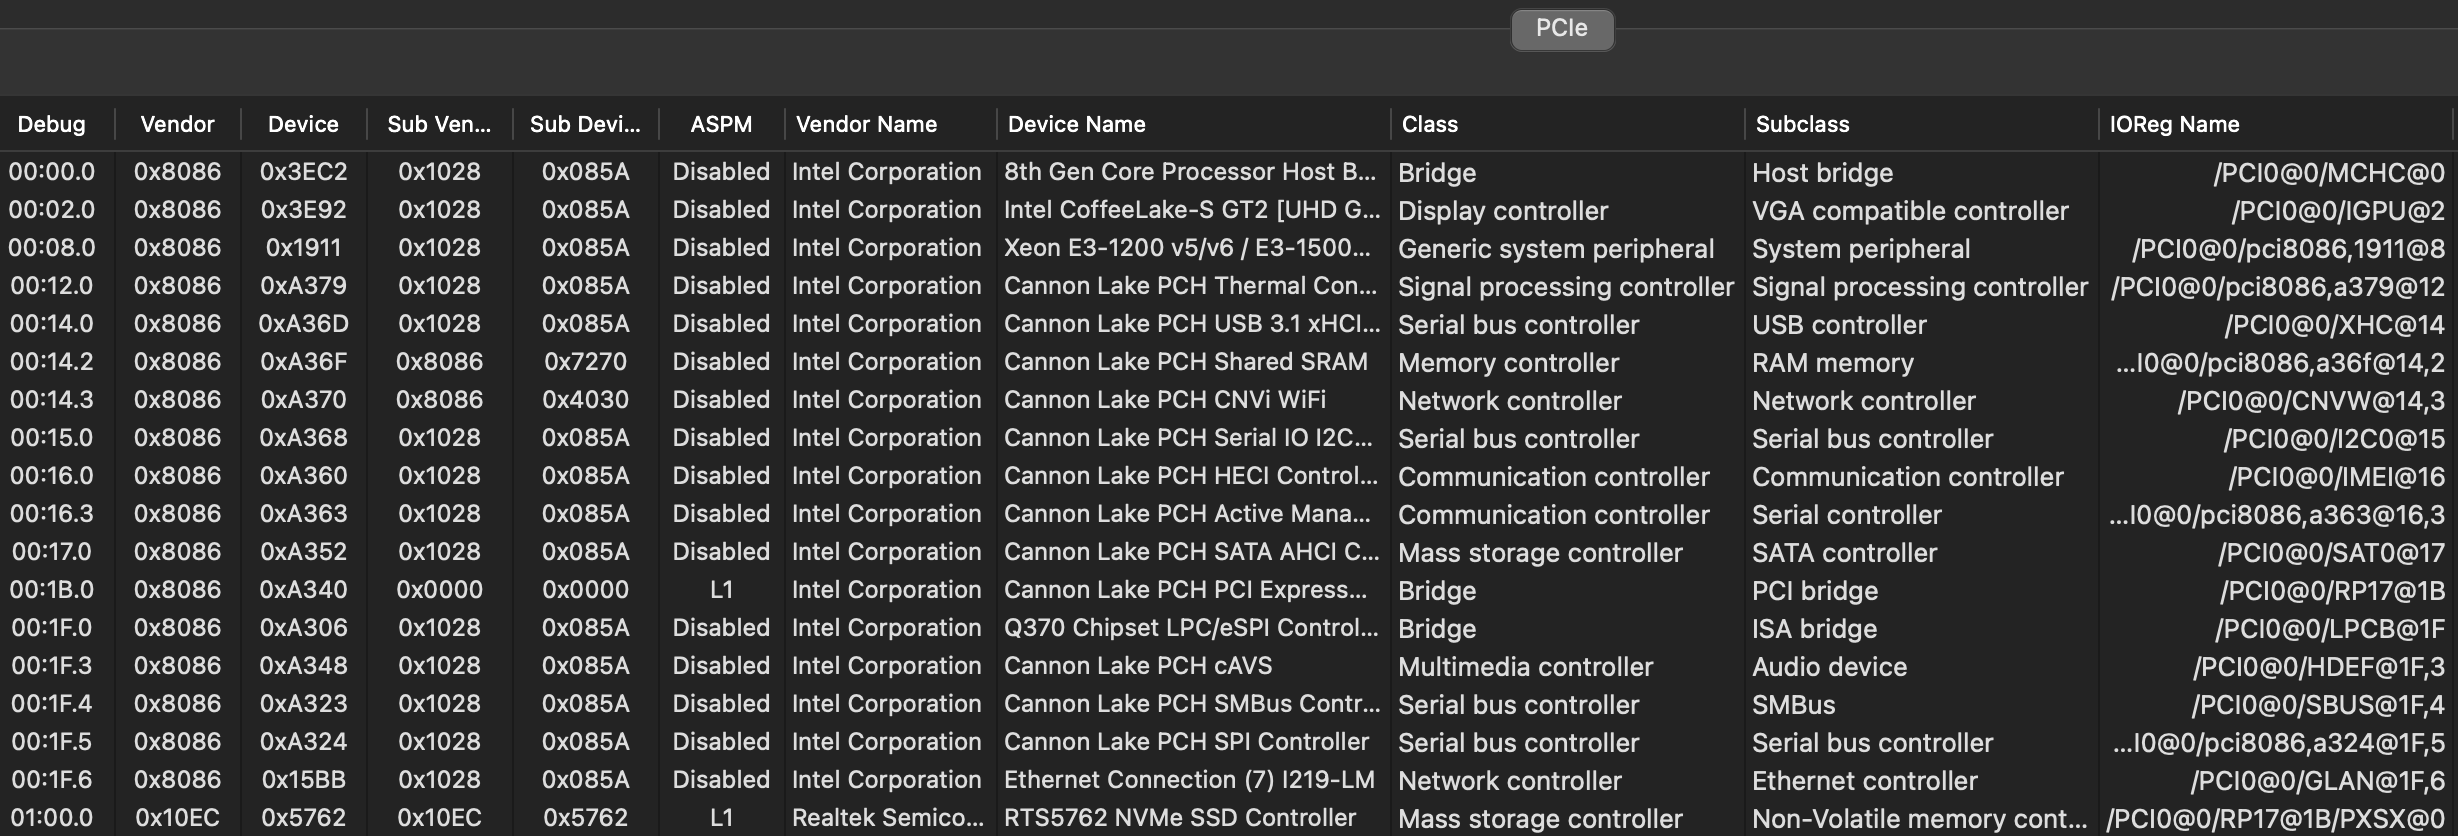 PCIe
Debug Vendor Device Sub Ven... Sub Devi... ASPM Vendor Name Device Name Class Subclass IOReg Name
00:00.0 0x8086 0x3EC2 0x1028 0x085A Disabled Intel Corporation 8th Gen Core Processor Host B... Bridge Host bridge /PCI0@0/MCHC@0
00:02.0 0x8086 0x3E92 0x1028 0x085A Disabled Intel Corporation Intel CoffeeLake-S GT2 [UHD G... Display controller VGA compatible controller /PCI0@0/IGPU@2
00:08.0 0x8086 0x1911 0x1028 0x085A Disabled Intel Corporation Xeon E3-1200 v5/v6 / E3-1500... Generic system peripheral System peripheral /PCI0@0/pci8086,1911@8
00:12.0 0x8086 0xA379 0x1028 0x085A Disabled Intel Corporation Cannon Lake PCH Thermal Con... Signal processing controller Signal processing controller /PCI0@0/pci8086,a379@12
00:14.0 0x8086 0xA36D 0x1028 0x085A Disabled Intel Corporation Cannon Lake PCH USB 3.1 xHCI... Serial bus controller USB controller /PCI0@0/XHC@14
00:14.2 0x8086 0xA36F 0x8086 0x7270 Disabled Intel Corporation Cannon Lake PCH Shared SRAM Memory controller RAM memory ...I0@0/pci8086,a36f@14,2
00:14.3 0x8086 0xA370 0x8086 0x4030 Disabled Intel Corporation Cannon Lake PCH CNVi WiFi Network controller Network controller /PCI0@0/CNVW@14,3
00:15.0 0x8086 0xA368 0x1028 0x085A Disabled Intel Corporation Cannon Lake PCH Serial IO I2C... Serial bus controller Serial bus controller /PCI0@0/I2C0@15
00:16.0 0x8086 0xA360 0x1028 0x085A Disabled Intel Corporation Cannon Lake PCH HECI Control... Communication controller Communication controller /PCI0@0/IMEI@16
00:16.3 0x8086 0xA363 0x1028 0x085A Disabled Intel Corporation Cannon Lake PCH Active Mana... Communication controller Serial controller ...I0@0/pci8086,a363@16,3
00:17.0 0x8086 0xA352 0x1028 0x085A Disabled Intel Corporation Cannon Lake PCH SATA AHCI C... Mass storage controller SATA controller /PCI0@0/SAT0@17
00:1B.0 0x8086 0xA340 0x0000 0x0000 L1 Intel Corporation Cannon Lake PCH PCI Express... Bridge PCI bridge /PCI0@0/RP17@1B
00:1F.0 0x8086 0xA306 0x1028 0x085A Disabled Intel Corporation Q370 Chipset LPC/eSPI Control... Bridge ISA bridge /PCI0@0/LPCB@1F
00:1F.3 0x8086 0xA348 0x1028 0x085A Disabled Intel Corporation Cannon Lake PCH cAVS Multimedia controller Audio device /PCI0@0/HDEF@1F,3
00:1F.4 0x8086 0xA323 0x1028 0x085A Disabled Intel Corporation Cannon Lake PCH SMBus Contr... Serial bus controller SMBus /PCI0@0/SBUS@1F,4
00:1F.5 0x8086 0xA324 0x1028 0x085A Disabled Intel Corporation Cannon Lake PCH SPI Controller Serial bus controller Serial bus controller ...I0@0/pci8086,a324@1F,5
00:1F.6 0x8086 0x15BB 0x1028 0x085A Disabled Intel Corporation Ethernet Connection (7) I219-LM Network controller Ethernet controller /PCI0@0/GLAN@1F,6
01:00.0 0x10EC 0x5762 0x10EC 0x5762 L1 Realtek Semico... RTS5762 NVMe SSD Controller Mass storage controller Non-Volatile memory cont... /PCI0@0/RP17@1B/PXSX@0